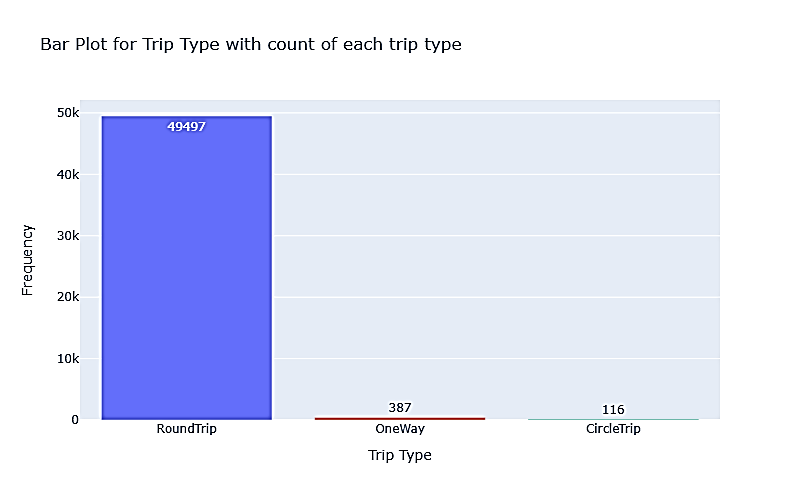 Bar Plot for Trip Type with count of each trip type
50k
40k
30k
20k
10k
0
Frequency
49497
387
116
RoundTrip
OneWay
CircleTrip
Trip Type